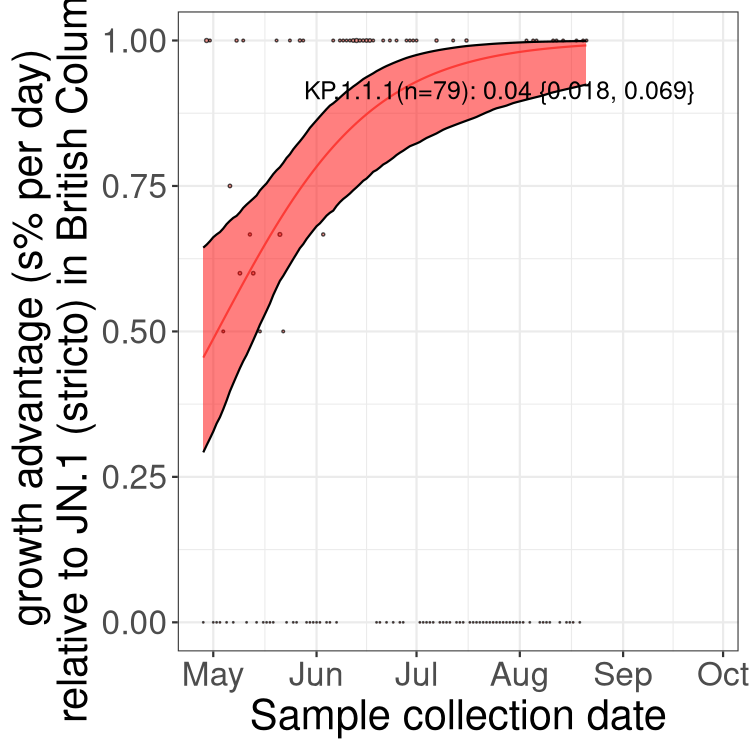 growth advantage (s% per day)
relative to JN.1 (stricto) in British Colum
1.00
0.75
0.50
0.25
0.00
KP.1.1.1(n=79): 0.04 {0.018, 0.069}
May Jun Jul Aug Sep Oct
Sample collection date